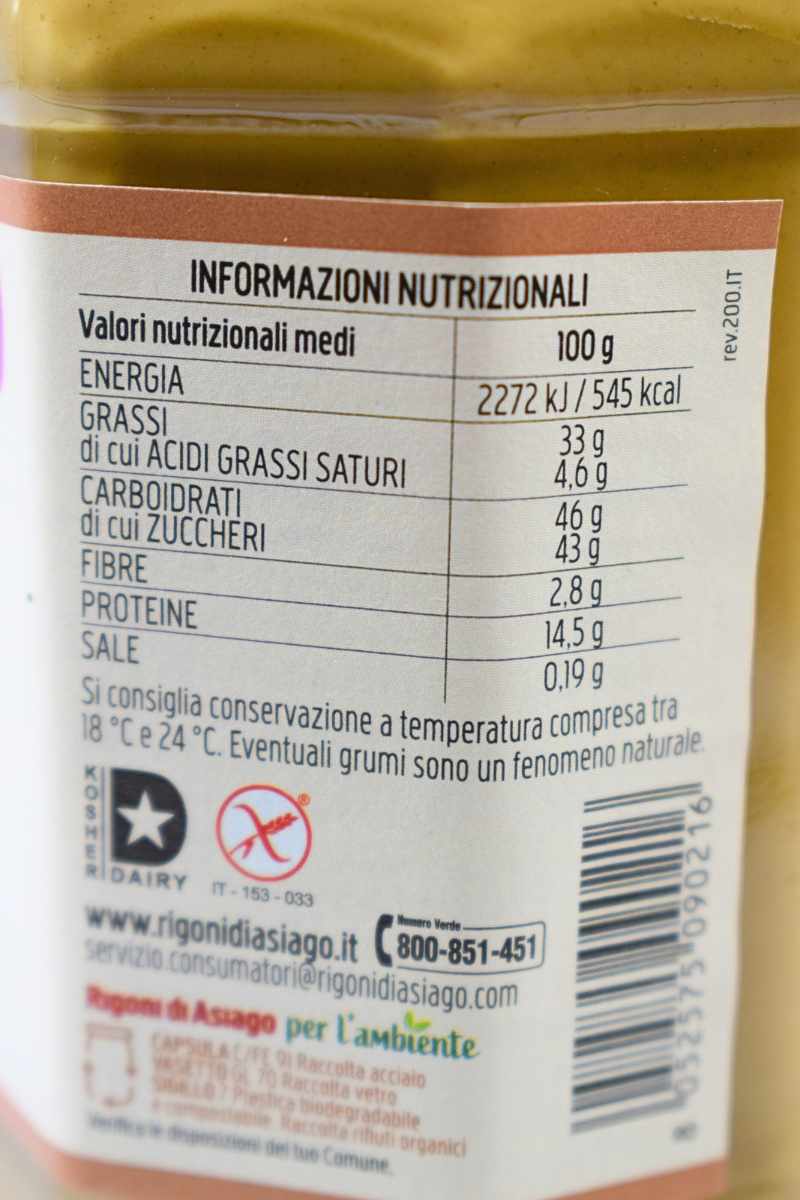 INFORMAZIONI NUTRIZIONALI
rev.200.IT
Valori nutrizionali medi 100 g
ENERGIA 2272 kJ / 545 kcal
GRASSI 33 g
di cui ACIDI GRASSI SATURI 4,6 g
CARBOIDRATI 46 g
di cui ZUCCHERI 43 g
FIBRE 2,8 g
PROTEINE 14,5 g
SALE 0,19 g
Si consiglia conservazione a temperatura compresa tra
18 °C e 24 °C. Eventuali grumi sono un fenomeno naturale.
KOSHER
D
DAIRY
®
IT - 153 - 033
www.rigonidiasiago.it
Numero Verde
800-851-451
servizio.consumatori@rigonidiasiago.com
Rigoni di Asiago per l'ambiente
CAPSULA C/FE 91 Raccolta acciaio
VASETTO GL 70 Raccolta vetro
SIGILLO 7 Plastica biodegradabile
e compostabile. Raccolta rifiuti organici
Verifica le disposizioni del tuo Comune.
8 052575 090216